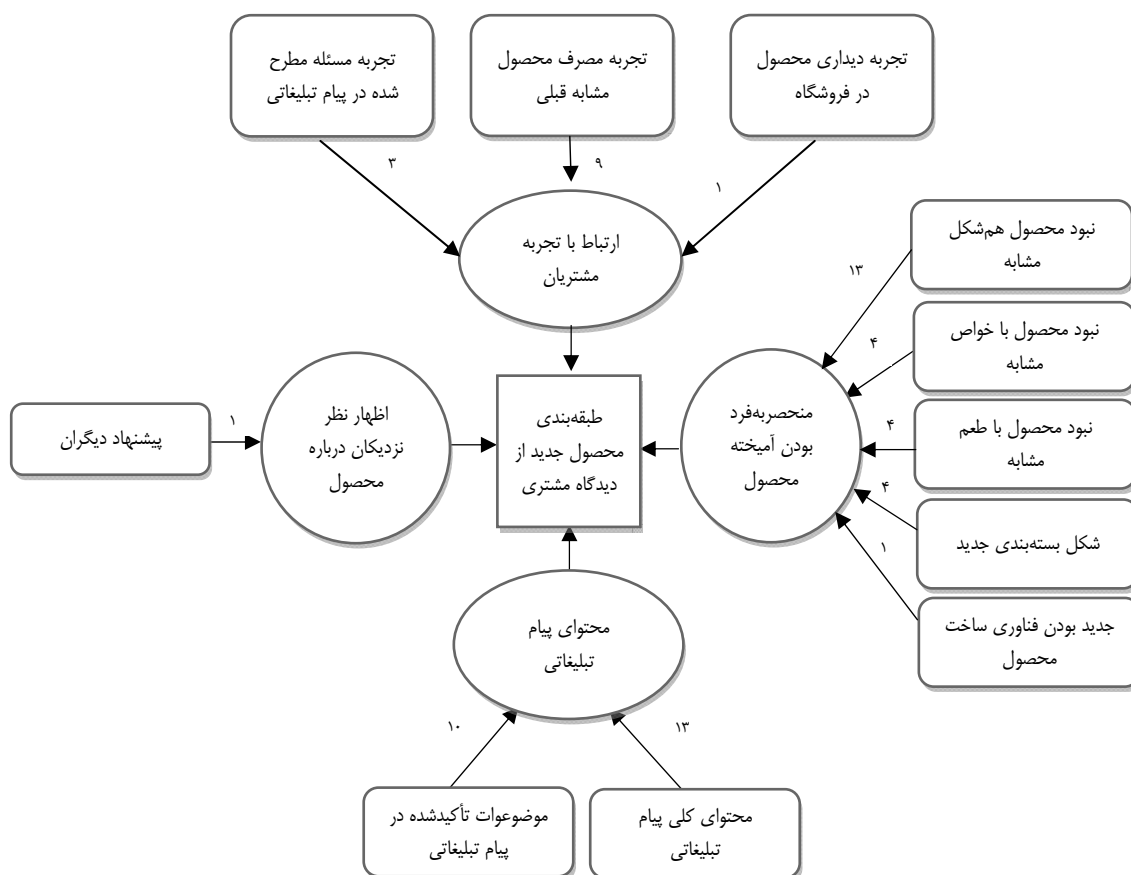 تجربه دیداری محصول
در فروشگاه
تجربه مصرف محصول
مشابه قبلی
تجربه مسئله مطرح
شده در پیام تبلیغاتی
۱
۹
۳
ارتباط با تجربه
مشتریان
نبود محصول هم‌شکل
مشابه
۱۳
نبود محصول با خواص
مشابه
۴
نبود محصول با طعم
مشابه
۴
شکل بسته‌بندی جدید
۴
جدید بودن فناوری ساخت
محصول
۱
منحصربه‌فرد
بودن آمیخته
محصول
طبقه‌بندی
محصول جدید از
دیدگاه مشتری
اظهار نظر
نزدیکان درباره
محصول
۱
پیشنهاد دیگران
محتوای پیام
تبلیغاتی
۱۳
۱۰
محتوای کلی پیام
تبلیغاتی
موضوعوات تأکیدشده در
پیام تبلیغاتی